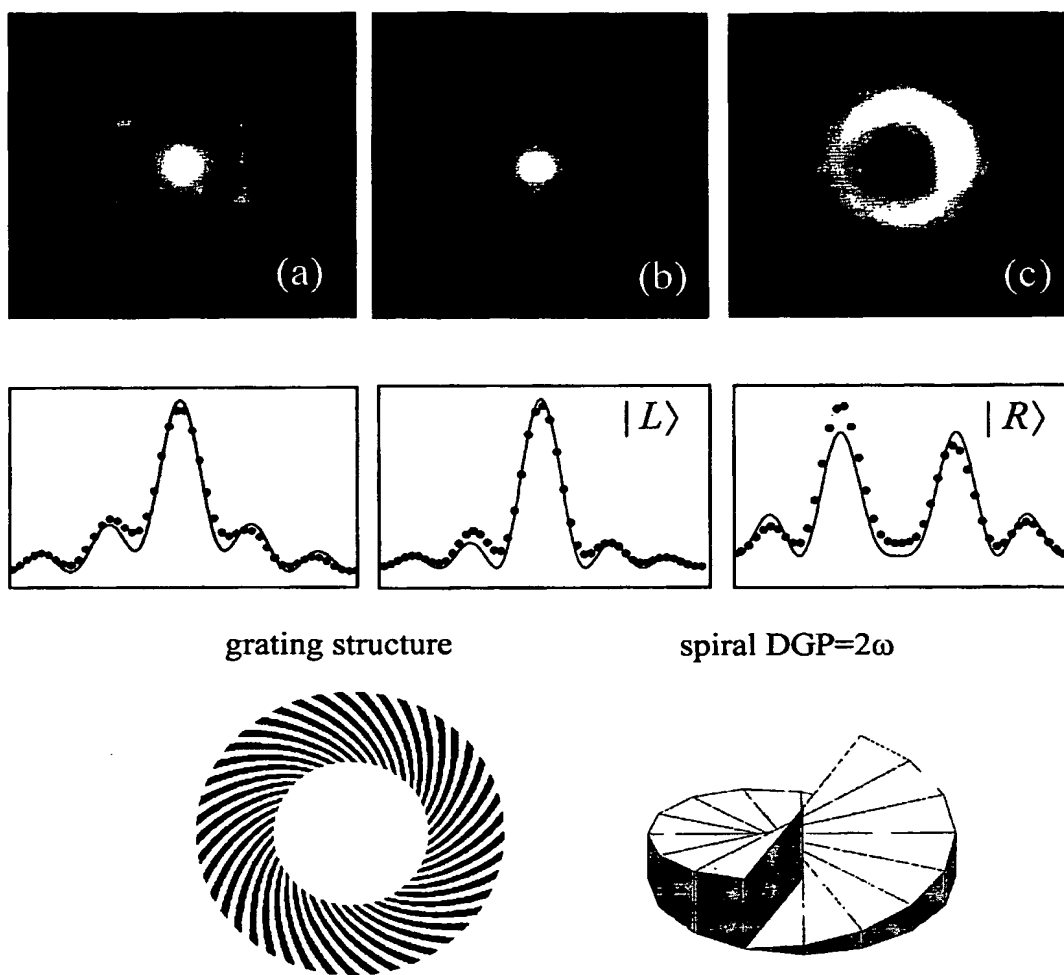 (a)
(b)
(c)
|L⟩
|R⟩
grating structure
spiral DGP=2ω